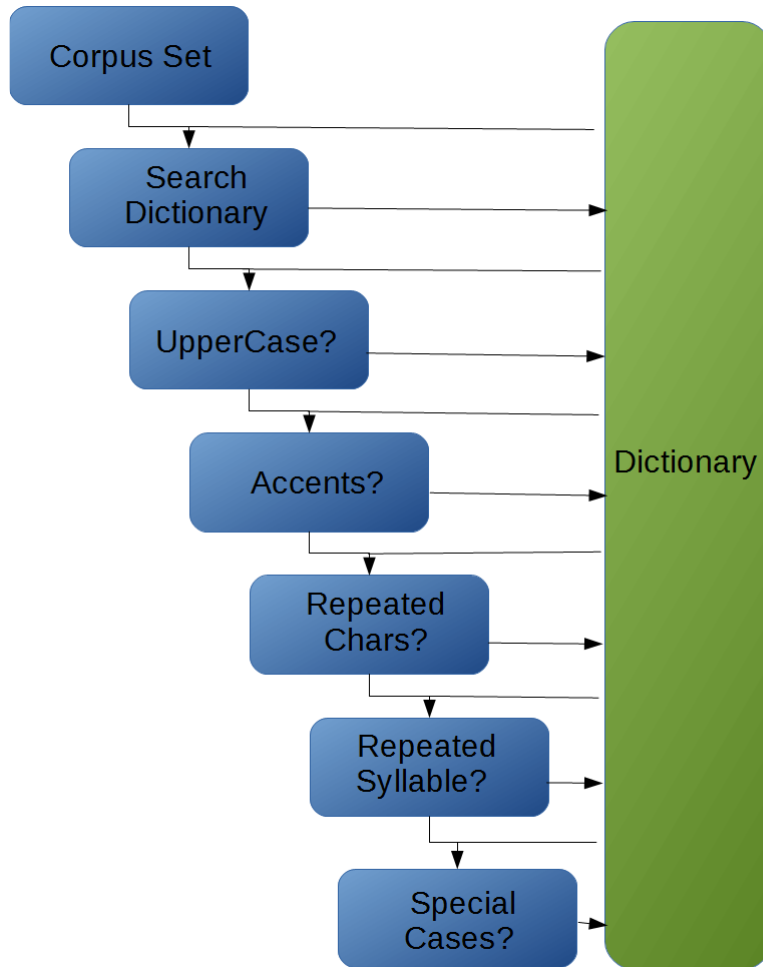 Corpus Set
Search
Dictionary
UpperCase?
Accents?
Dictionary
Repeated
Chars?
Repeated
Syllable?
Special
Cases?